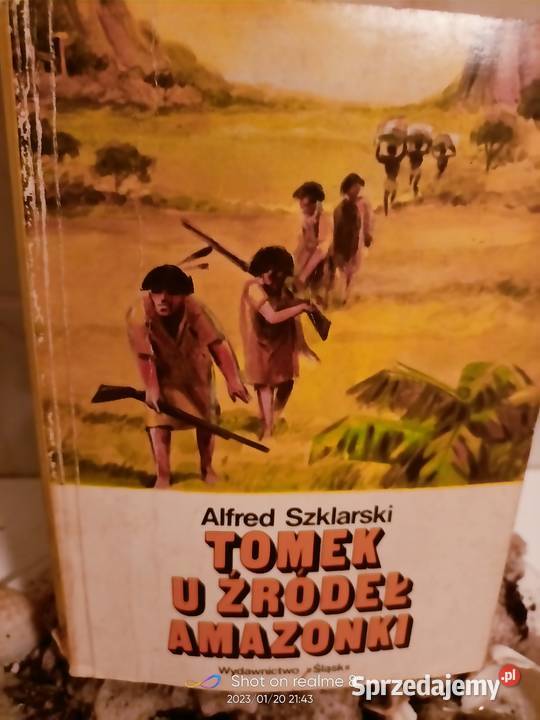 Alfred Szklarski
TOMEK
U ŹRÓDEŁ
AMAZONKI
Wydawnictwo »Śląsk«
Shot on realme 8
2023/01/20 21:43
Sprzedajemy.pl